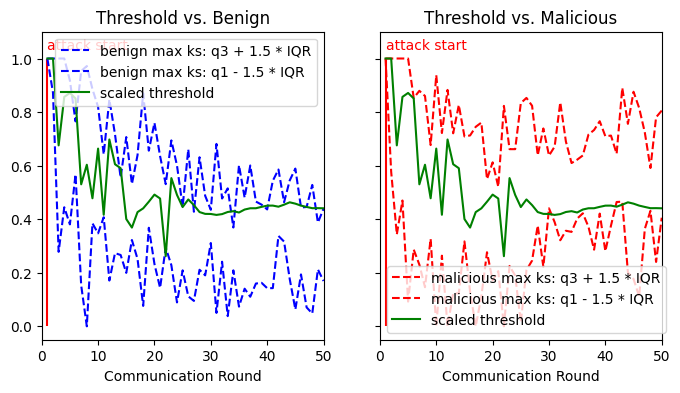 Threshold vs. Benign
attack start
benign max ks: q3 + 1.5 * IQR
benign max ks: q1 - 1.5 * IQR
scaled threshold
1.0
0.8
0.6
0.4
0.2
0.0
0 10 20 30 40 50
Communication Round
Threshold vs. Malicious
attack start
malicious max ks: q3 + 1.5 * IQR
malicious max ks: q1 - 1.5 * IQR
scaled threshold
0 10 20 30 40 50
Communication Round